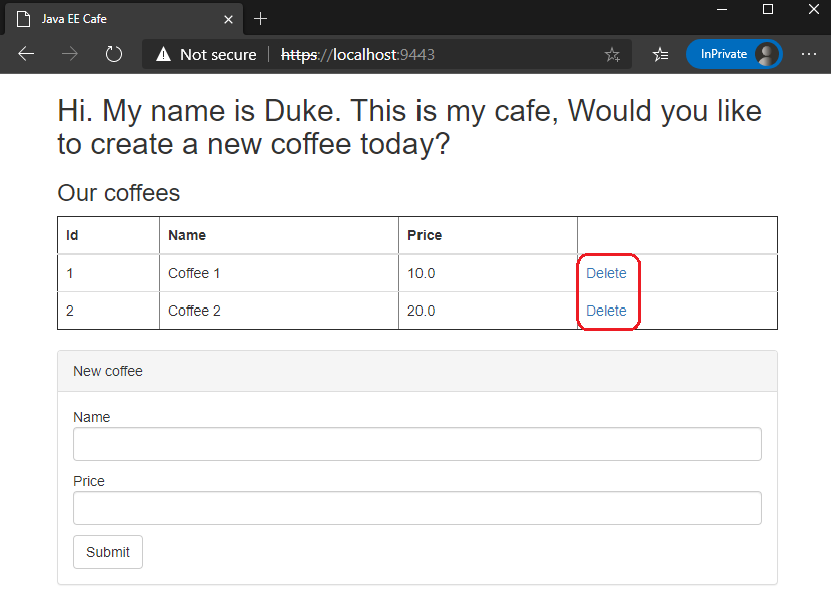 Java EE Cafe
Not secure https://localhost:9443 InPrivate
Hi. My name is Duke. This is my cafe, Would you like
to create a new coffee today?
Our coffees
Id Name Price
1 Coffee 1 10.0 Delete
2 Coffee 2 20.0 Delete
New coffee
Name
Price
Submit